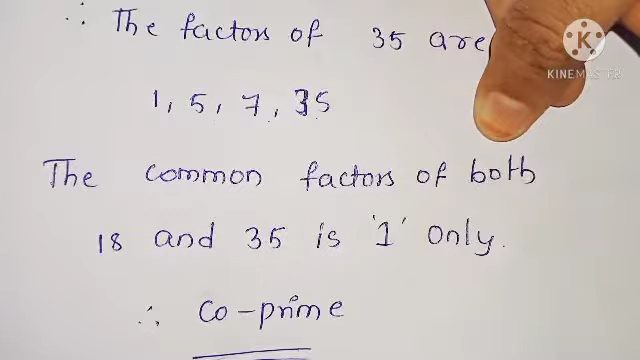 ∴ The factors of 35 are
1, 5, 7, 35
The common factors of both
18 and 35 is '1' only.
∴ Co-prime
KINEMASTER